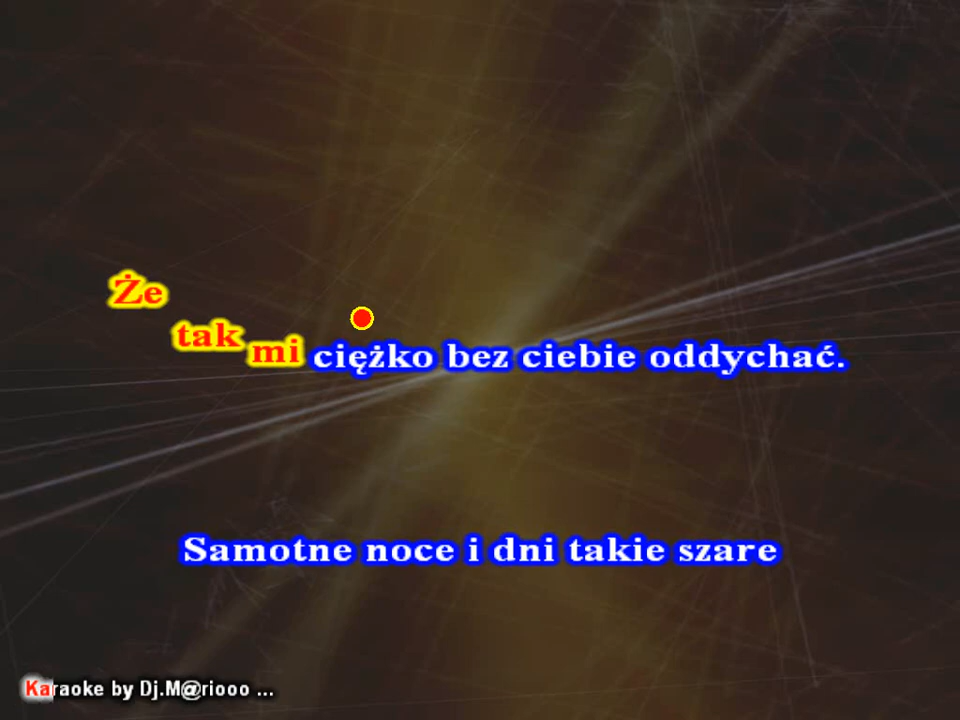 Że tak mi ciężko bez ciebie oddychać.
Samotne noce i dni takie szare
Karaoke by Dj.M@riooo ...